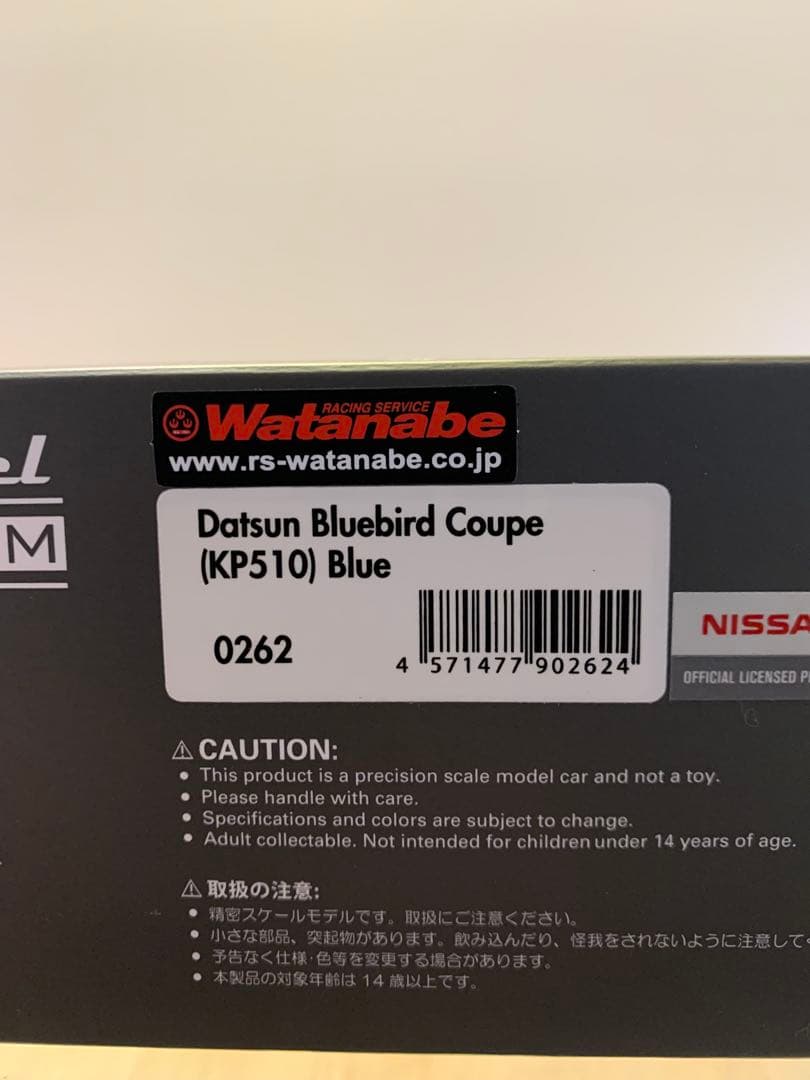 RACING SERVICE
Watanabe
www.rs-watanabe.co.jp
el
M
Datsun Bluebird Coupe
(KP510) Blue
0262
4 571477 902624
NISSA
OFFICIAL LICENSED P
⚠ CAUTION:
• This product is a precision scale model car and not a toy.
• Please handle with care.
• Specifications and colors are subject to change.
• Adult collectable. Not intended for children under 14 years of age.
⚠ 取扱の注意:
• 精密スケールモデルです。取扱にご注意ください。
• 小さな部品、突起物があります。飲み込んだり、怪我をされないように注意して
• 予告なく仕様・色等を変更する場合があります。
• 本製品の対象年齢は 14 歳以上です。